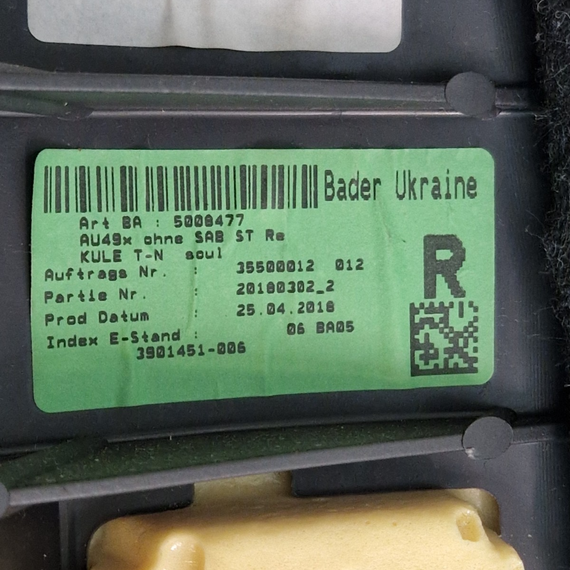 Bader Ukraine
Art BA : 5008477
AU49x ohne SAB ST Re
KULE T-N soul
Auftrags Nr. : 35500012 012
Partie Nr. : 20180302_2
Prod Datum : 25.04.2018
Index E-Stand : 06 BA05
3901451-006
R